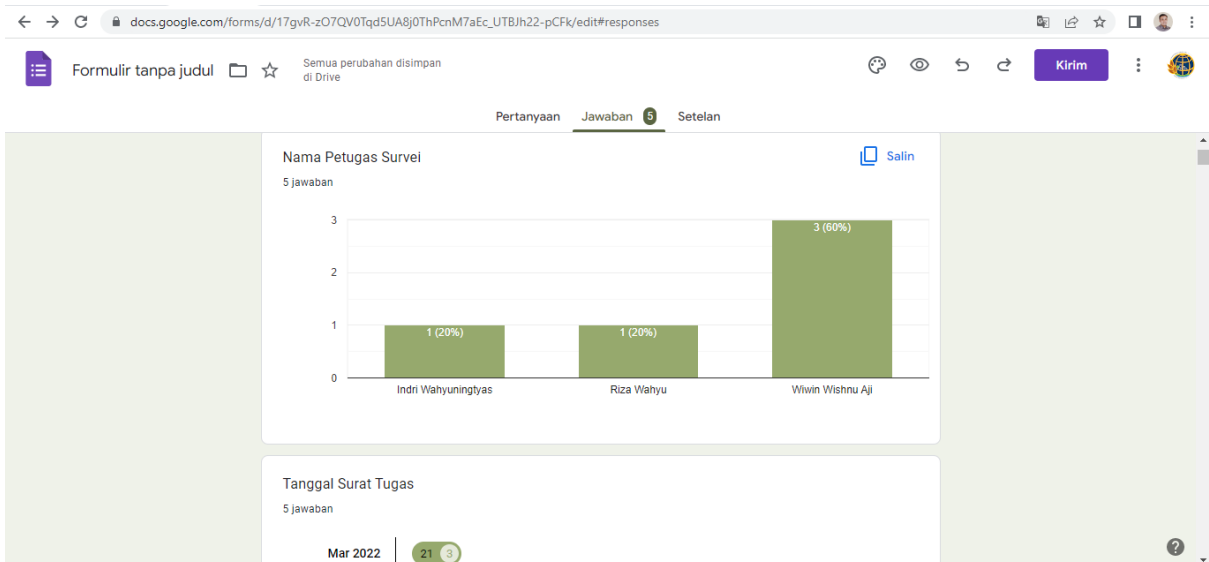 docs.google.com/forms/d/17gvR-zO7QV0Tqd5UA8j0ThPcnM7aEc_UTBJh22-pCFk/edit#responses
Formulir tanpa judul
Semua perubahan disimpan
di Drive
Kirim
Pertanyaan Jawaban 5 Setelan
Nama Petugas Survei
Salin
5 jawaban
3
3 (60%)
2
1
1 (20%) 1 (20%)
0
Indri Wahyuningtyas Riza Wahyu Wiwin Wishnu Aji
Tanggal Surat Tugas
5 jawaban
Mar 2022 21 3
?